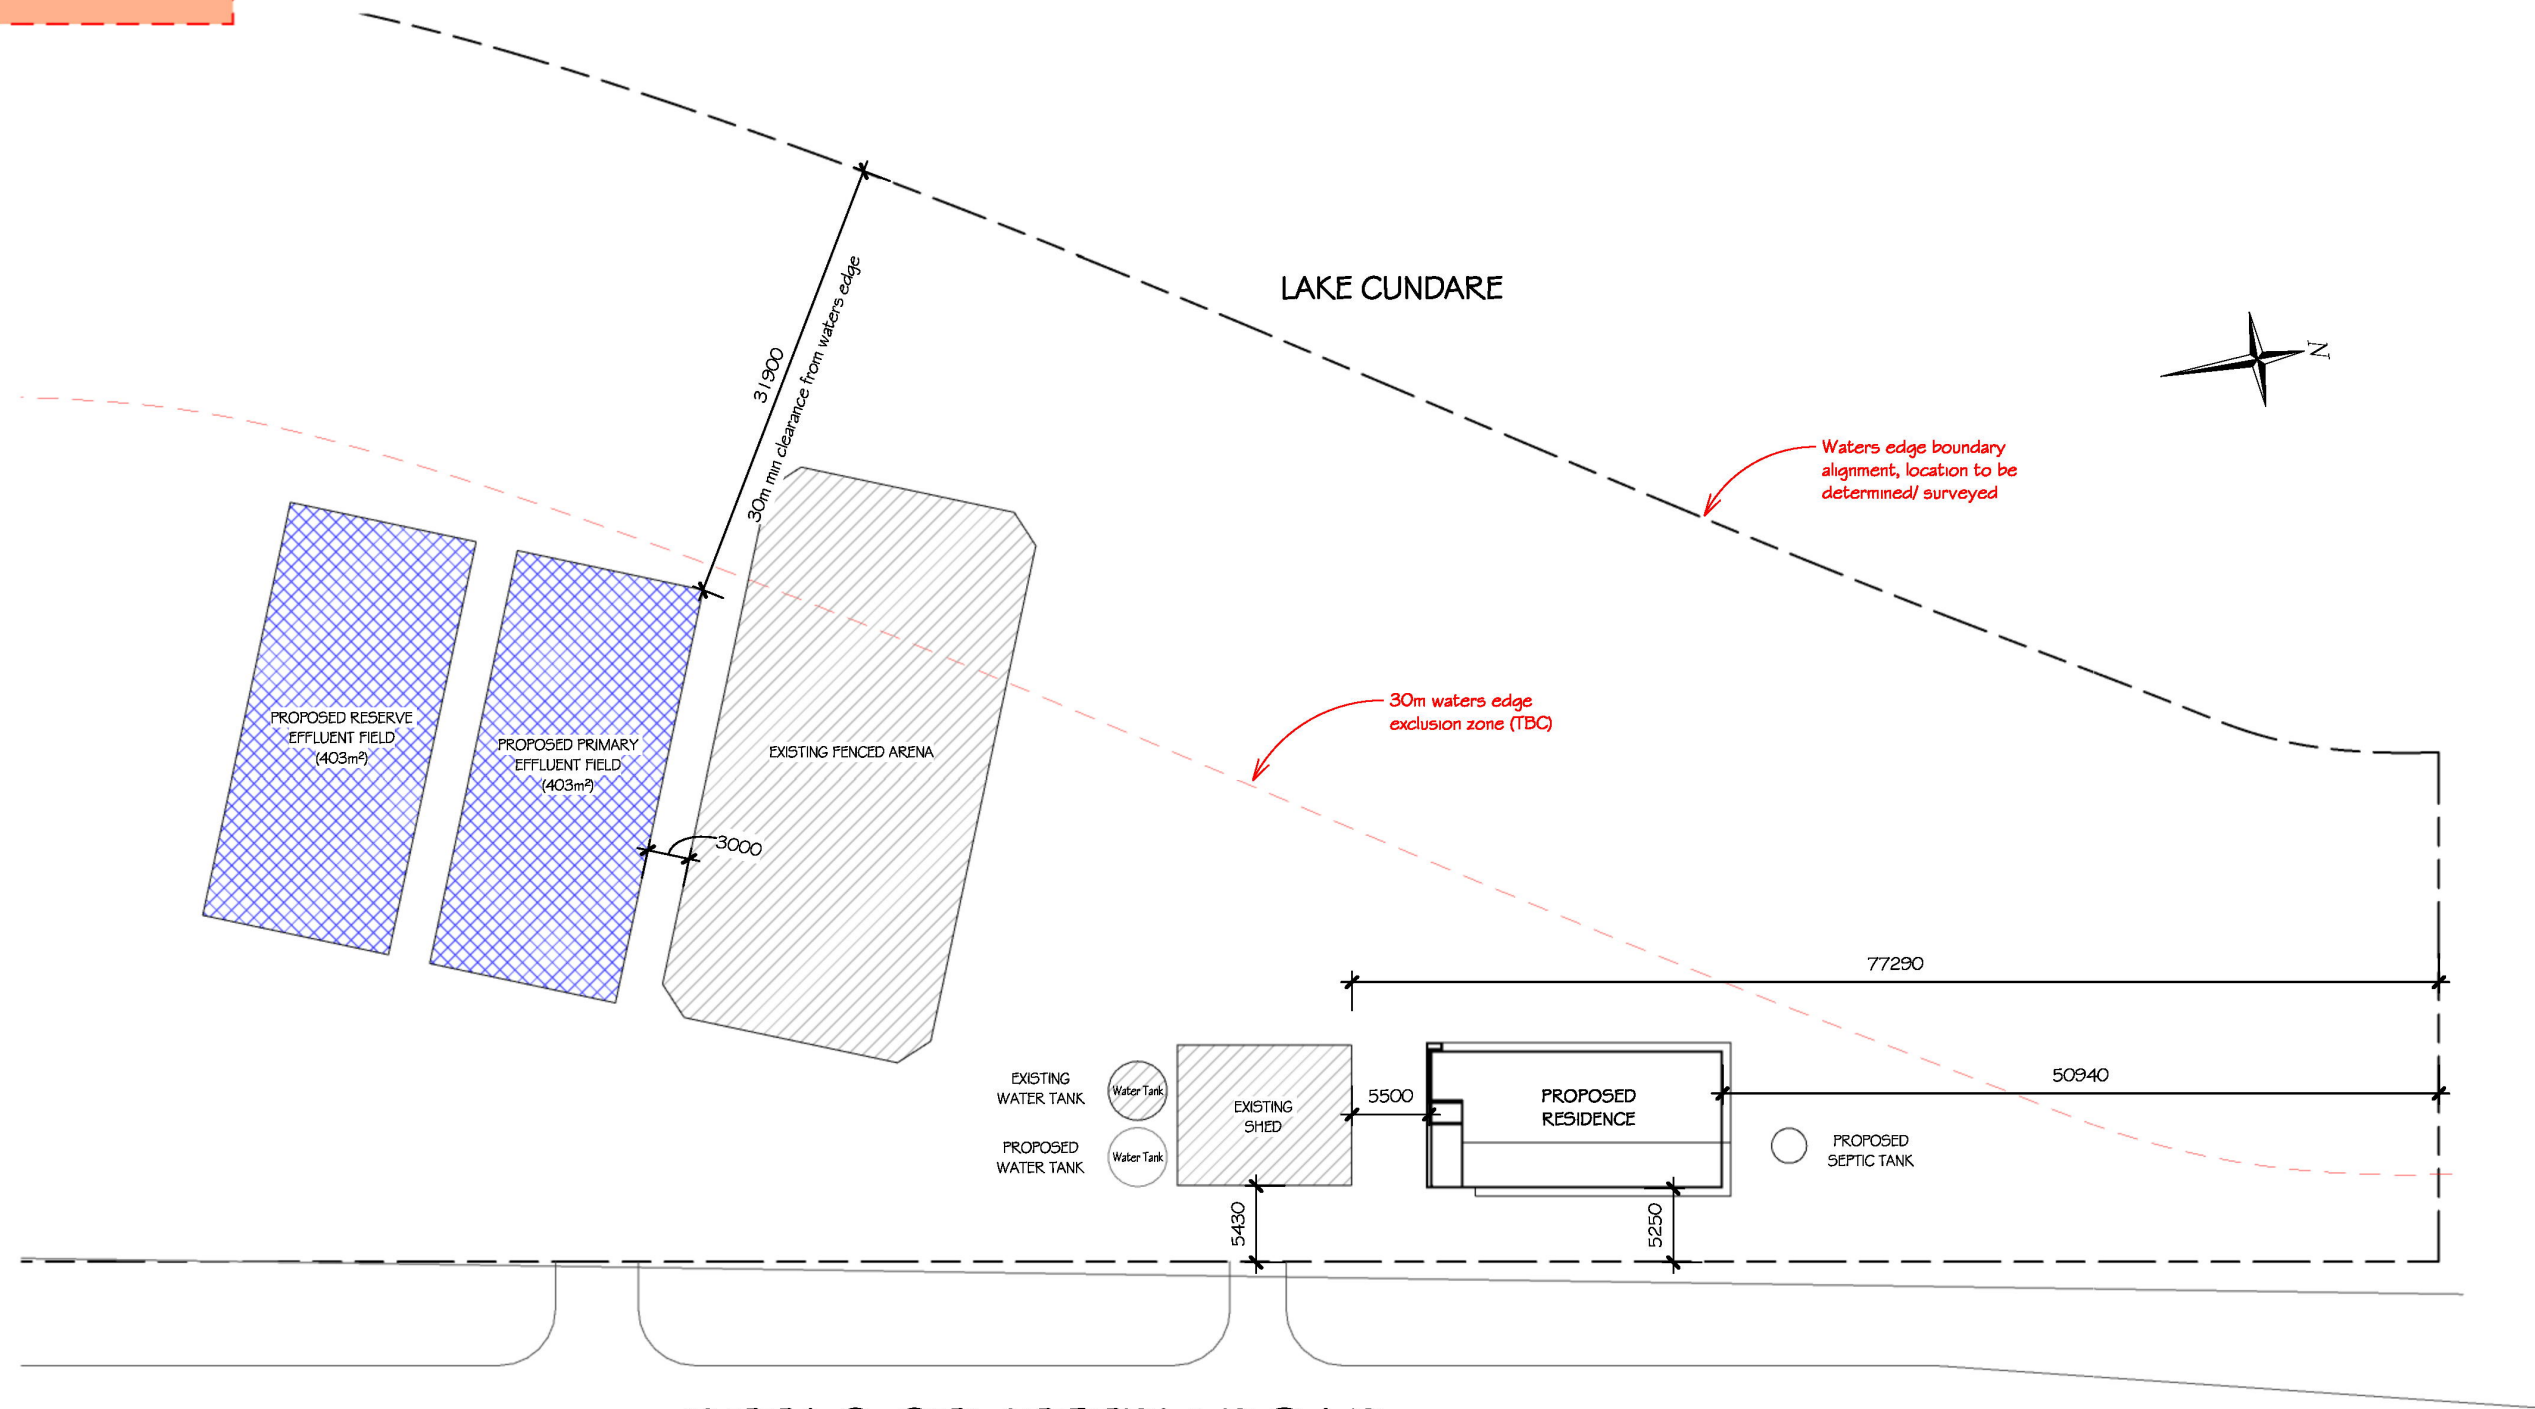 LAKE CUNDARE
N
31900
30m min clearance from waters edge
Waters edge boundary
alignment, location to be
determined/ surveyed
30m waters edge
exclusion zone (TBC)
PROPOSED RESERVE
EFFLUENT FIELD
(403m²)
PROPOSED PRIMARY
EFFLUENT FIELD
(403m²)
EXISTING FENCED ARENA
3000
77290
50940
EXISTING
WATER TANK
Water Tank
PROPOSED
WATER TANK
Water Tank
EXISTING
SHED
5500
PROPOSED
RESIDENCE
PROPOSED
SEPTIC TANK
5430
5250